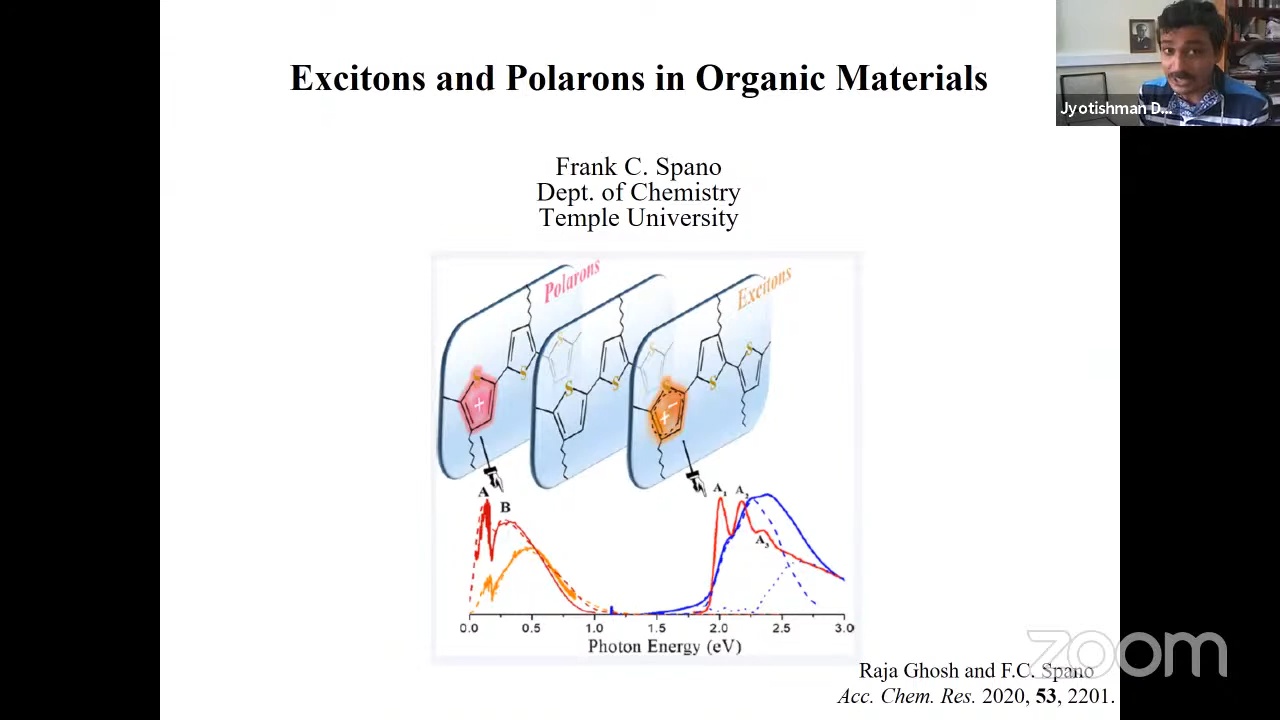 Excitons and Polarons in Organic Materials
Jyotishman D...
Frank C. Spano
Dept. of Chemistry
Temple University
Polarons
Excitons
S
S
S
S
S
S
S
S
S
+
+ −
A
B
A1
A2
A3
0.0 0.5 1.0 1.5 2.0 2.5 3.0
Photon Energy (eV)
zoom
Raja Ghosh and F.C. Spano
Acc. Chem. Res. 2020, 53, 2201.